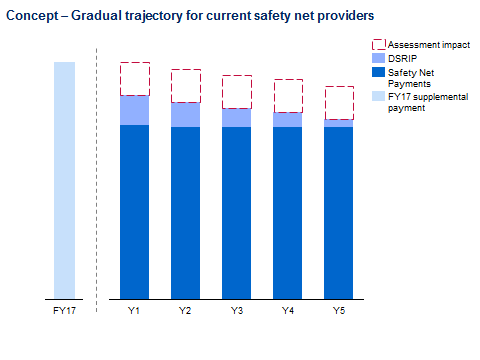 Concept – Gradual trajectory for current safety net providers
Assessment impact
DSRIP
Safety Net
Payments
FY17 supplemental
payment
FY17 Y1 Y2 Y3 Y4 Y5